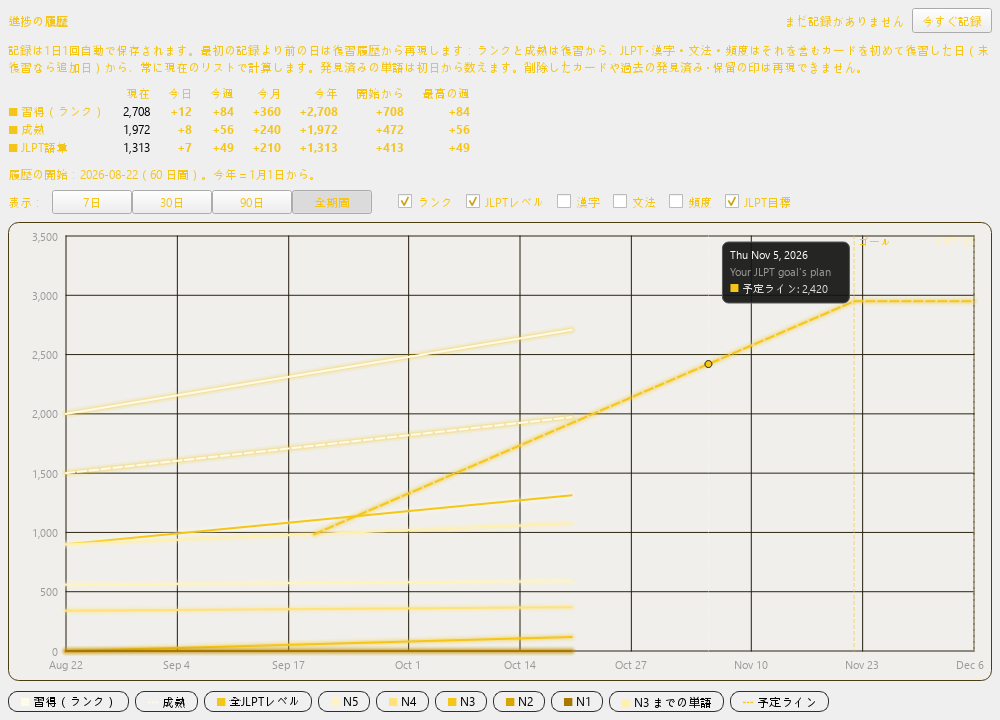 進捗の履歴
まだ記録がありません 今すぐ記録
記録は1日1回自動で保存されます。最初の記録より前の日は復習履歴から再現します：ランクと成熟は復習から、JLPT・漢字・文法・頻度はそれを含むカードを初めて復習した日（未
復習なら追加日）から、常に現在のリストで計算します。発見済みの単語は初日から数えます。削除したカードや過去の発見済み・保留の印は再現できません。
現在 今日 今週 今月 今年 開始から 最高の週
習得（ランク） 2,708 +12 +84 +360 +2,708 +708 +84
成熟 1,972 +8 +56 +240 +1,972 +472 +56
JLPT語彙 1,313 +7 +49 +210 +1,313 +413 +49
履歴の開始：2026-08-22（60 日間）。今年＝1月1日から。
表示： 7日 30日 90日 全期間 ランク JLPTレベル 漢字 文法 頻度 JLPT目標
3,500
ゴール
Thu Nov 5, 2026
Your JLPT goal's plan
予定ライン: 2,420
3,000
2,500
2,000
1,500
1,000
500
0
Aug 22 Sep 4 Sep 17 Oct 1 Oct 14 Oct 27 Nov 10 Nov 23 Dec 6
習得（ランク） 成熟 全JLPTレベル N5 N4 N3 N2 N1 N3 までの単語 予定ライン